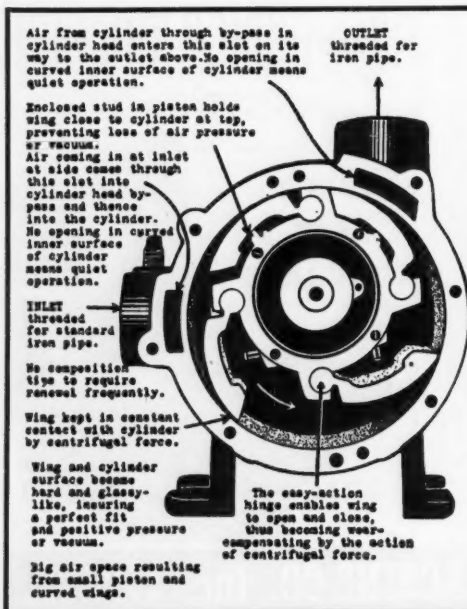 Air from cylinder through by-pass in
cylinder head enters this slot on its
way to the outlet above. No opening in
curved inner surface of cylinder means
quiet operation.
OUTLET
threaded for
iron pipe.
Enclosed stud in piston holds
wing close to cylinder at top,
preventing loss of air pressure
or vacuum.
Air coming in at inlet
at side comes through
this slot into
cylinder head by-
pass and thence
into the cylinder.
No opening in curved
inner surface
of cylinder
means quiet
operation.
INLET
threaded
for standard
iron pipe.
No composition
tips to require
renewal frequently.
Wing kept in constant
contact with cylinder
by centrifugal force.
Wing and cylinder
surface become
hard and glassy-
like, insuring
a perfect fit
and positive pressure
or vacuum.
Big air space resulting
from small piston and
curved wings.
The easy-action
hinge enables wing
to open and close,
thus becoming wear-
compensating by the action
of centrifugal force.